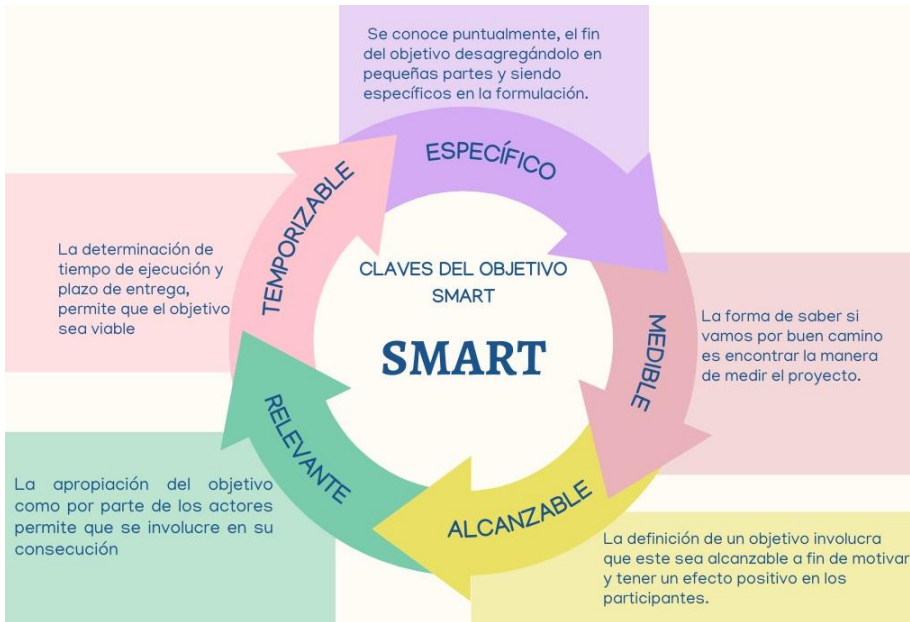 Se conoce puntualmente, el fin
del objetivo desagregándolo en
pequeñas partes y siendo
específicos en la formulación.
ESPECÍFICO
TEMPORIZABLE
La determinación de
tiempo de ejecución y
plazo de entrega,
permite que el objetivo
sea viable
CLAVES DEL OBJETIVO
SMART
SMART
MEDIBLE
La forma de saber si
vamos por buen camino
es encontrar la manera
de medir el proyecto.
RELEVANTE
La apropiación del objetivo
como por parte de los actores
permite que se involucre en su
consecución
ALCANZABLE
La definición de un objetivo involucra
que este sea alcanzable a fin de motivar
y tener un efecto positivo en los
participantes.